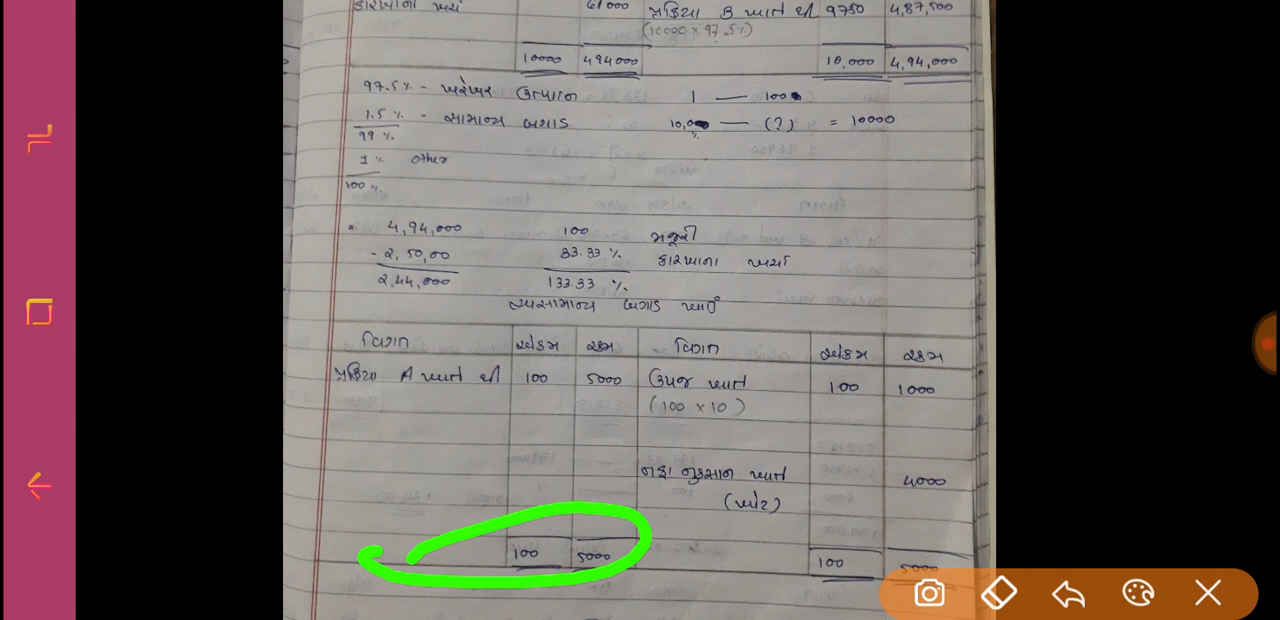 કારખાના ખર્ચ 61000 પ્રક્રિયા B ખાતે થી 9750 4,87,500
(10000 x 97.5%)
10000 494000 10,000 4,94,000
97.5% - ખરેખર ઉત્પાદન 1 — 100
1.5% - સામાન્ય બગાડ 10,0 — (?) = 10000
99 %
1% other
100 %
= 4,94,000 100 મજૂરી
- 2,50,00 33.33 % કારખાના ખર્ચ
2,44,000 133.33 %
અસામાન્ય બગાડ ખાતું
વિગત એકમ રકમ વિગત એકમ રકમ
પ્રક્રિયા A ખાતે થી 100 5000 ઉપજ ખાતે 100 1000
(100 x 10)
નફા નુકસાન ખાતે 4000
(ખોટ)
100 5000 100 5000